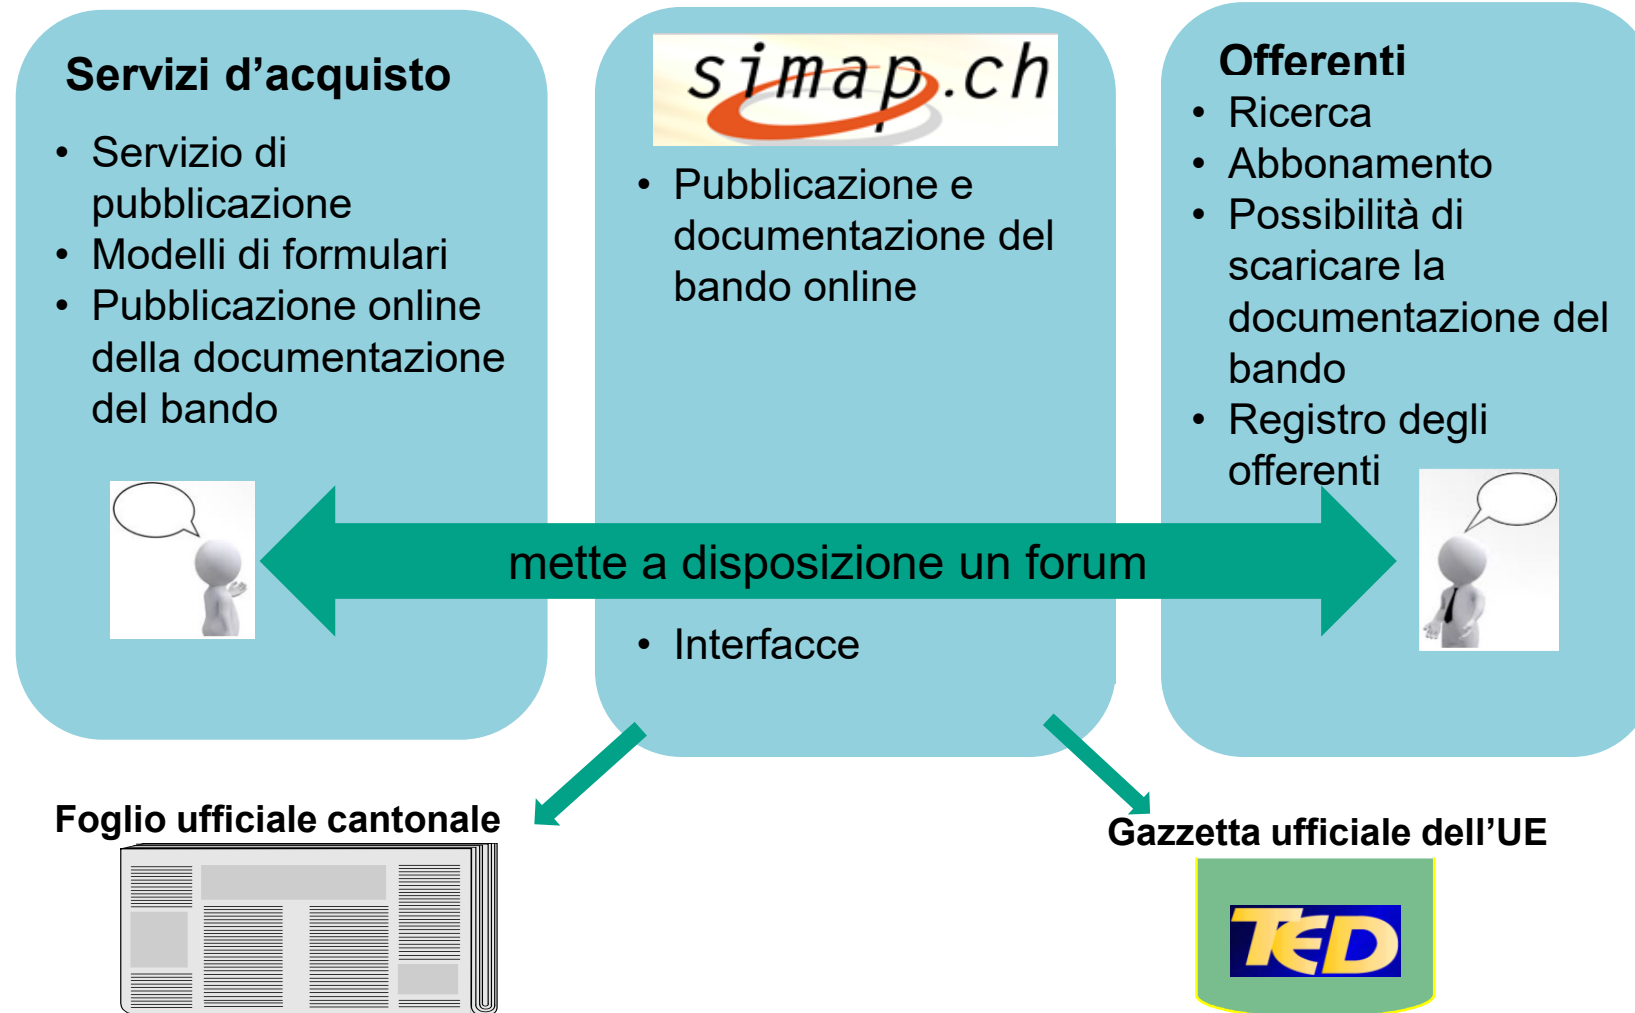 Servizi d’acquisto
• Servizio di
pubblicazione
• Modelli di formulari
• Pubblicazione online
della documentazione
del bando
simap.ch
• Pubblicazione e
documentazione del
bando online
Offerenti
• Ricerca
• Abbonamento
• Possibilità di
scaricare la
documentazione del
bando
• Registro degli
offerenti
mette a disposizione un forum
• Interfacce
Foglio ufficiale cantonale
Gazzetta ufficiale dell’UE
TED